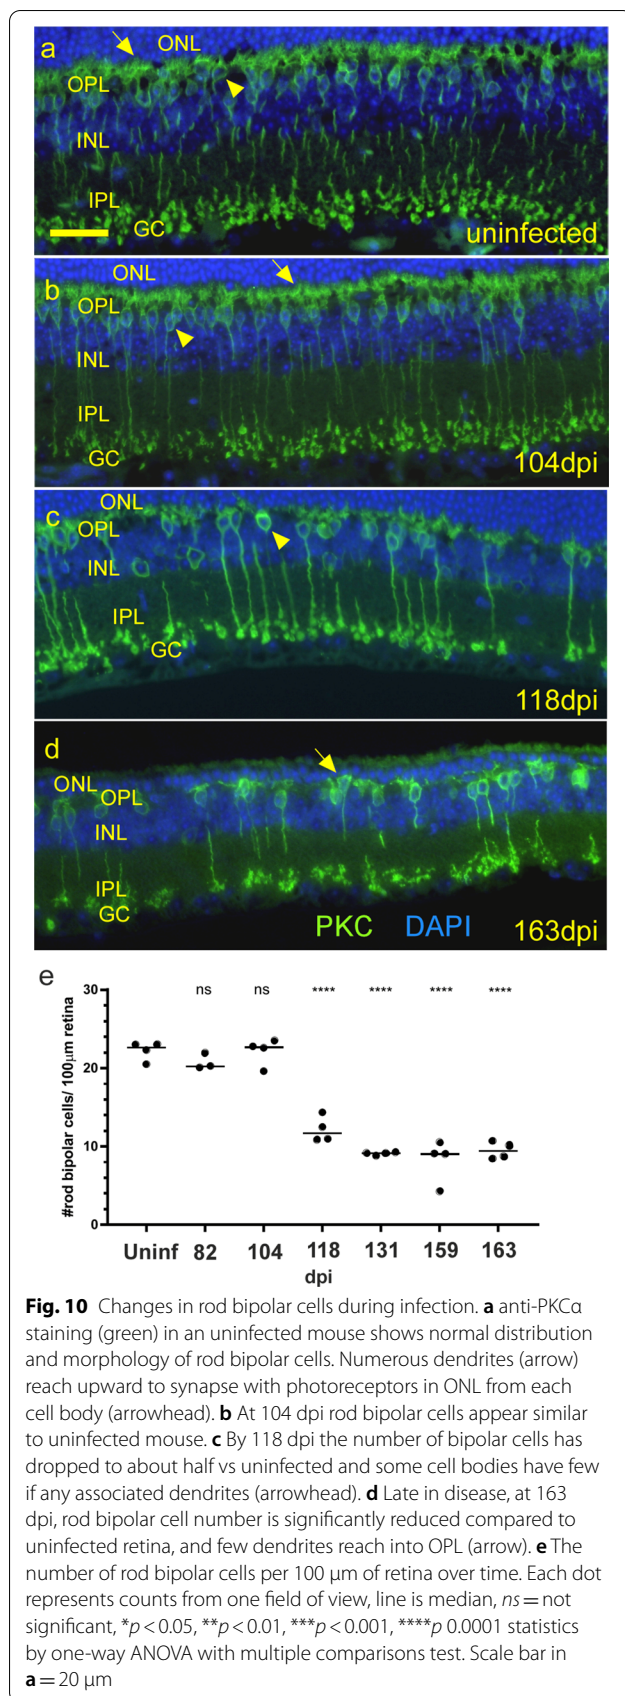 a
ONL
OPL
INL
IPL
GC
uninfected
b
ONL
OPL
INL
IPL
GC
104dpi
c
ONL
OPL
INL
IPL
GC
118dpi
d
ONL
OPL
INL
IPL
GC
PKC DAPI 163dpi
e
#rod bipolar cells/ 100μm retina
30
20
10
0
ns ns **** **** **** ****
Uninf 82 104 118 131 159 163
dpi
Fig. 10 Changes in rod bipolar cells during infection. a anti-PKCα
staining (green) in an uninfected mouse shows normal distribution
and morphology of rod bipolar cells. Numerous dendrites (arrow)
reach upward to synapse with photoreceptors in ONL from each
cell body (arrowhead). b At 104 dpi rod bipolar cells appear similar
to uninfected mouse. c By 118 dpi the number of bipolar cells has
dropped to about half vs uninfected and some cell bodies have few
if any associated dendrites (arrowhead). d Late in disease, at 163
dpi, rod bipolar cell number is significantly reduced compared to
uninfected retina, and few dendrites reach into OPL (arrow). e The
number of rod bipolar cells per 100 μm of retina over time. Each dot
represents counts from one field of view, line is median, ns = not
significant, *p < 0.05, **p < 0.01, ***p < 0.001, ****p 0.0001 statistics
by one-way ANOVA with multiple comparisons test. Scale bar in
a = 20 μm